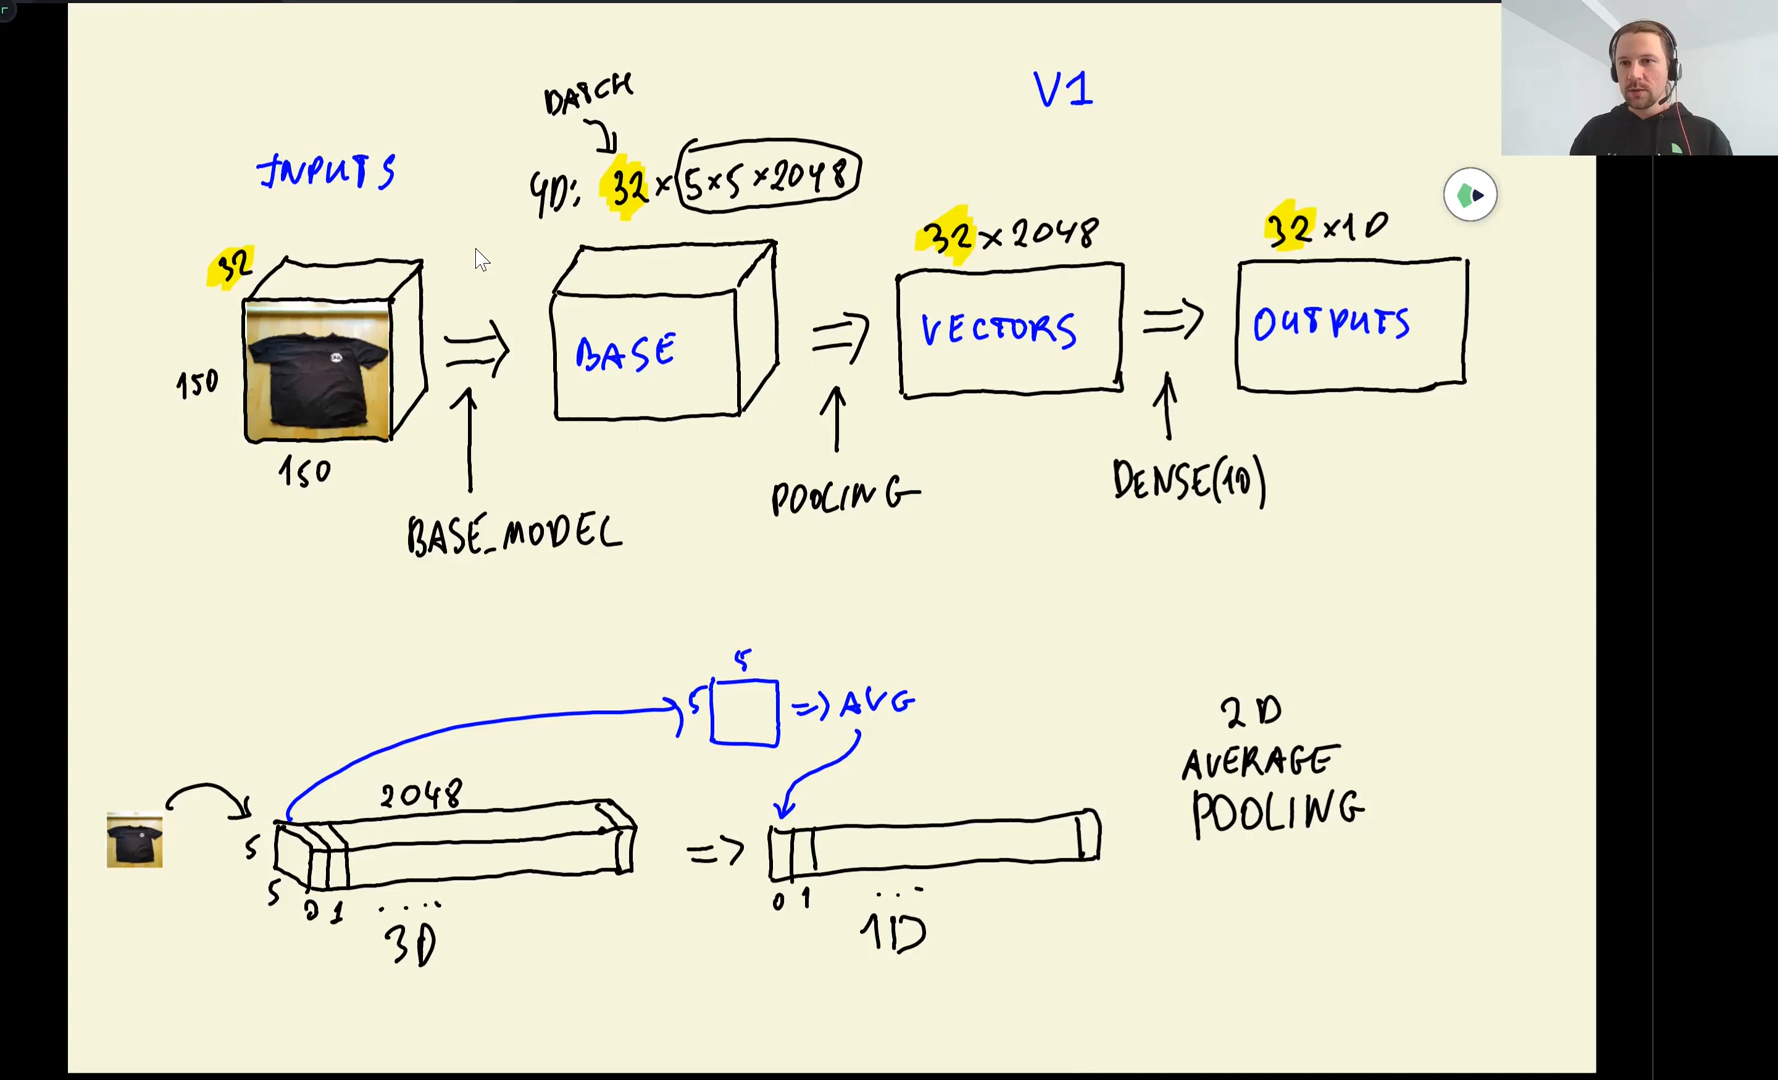 V1
BATCH
INPUTS
4D: 32 × (5×5×2048)
32 × 2048
32 × 10
32
BASE
VECTORS
OUTPUTS
150
150
BASE_MODEL
POOLING
DENSE(10)
5
5 => AVG
2D
AVERAGE
POOLING
2048
5
=>
5
0 1 ....
0 1 ...
3D
1D